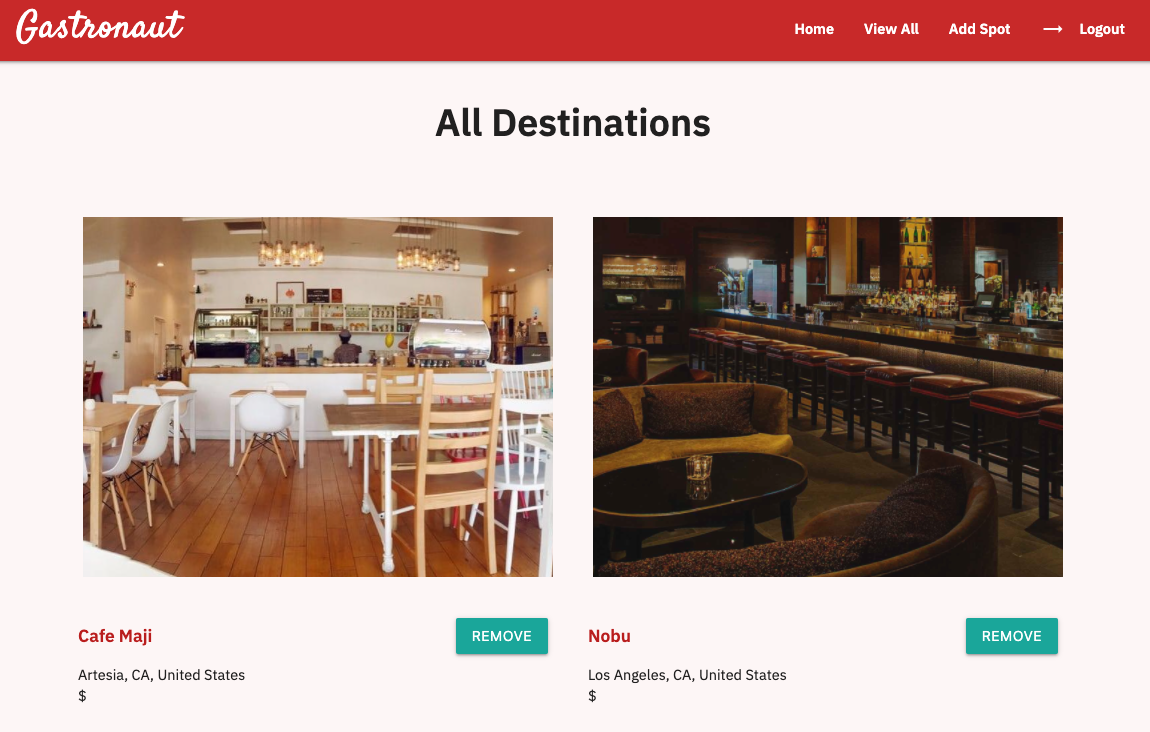 Gastronaut
Home View All Add Spot → Logout
All Destinations
EAT
Cafe Maji
REMOVE
Artesia, CA, United States
$
Nobu
REMOVE
Los Angeles, CA, United States
$